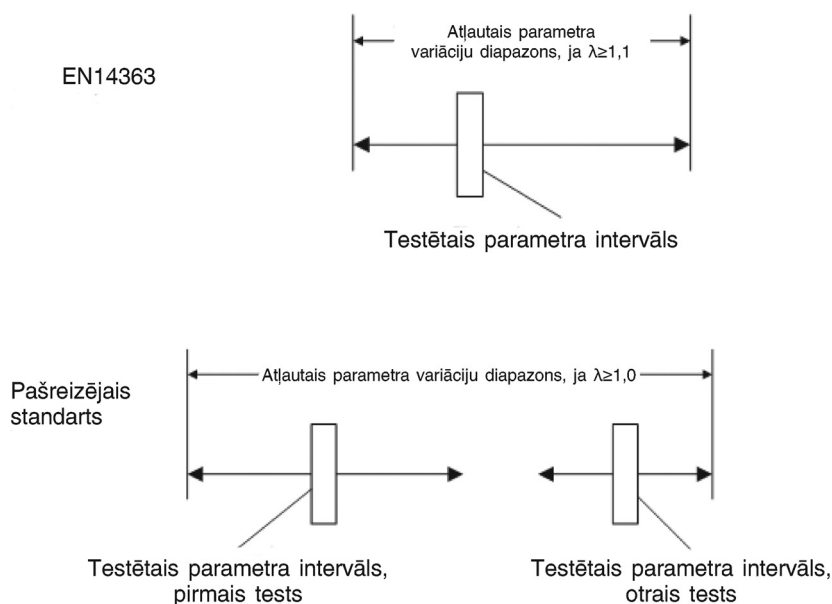 Atļautais parametra
variāciju diapazons, ja λ≥1,1
EN14363
Testētais parametra intervāls
Atļautais parametra variāciju diapazons, ja λ≥1,0
Pašreizējais
standarts
Testētais parametra intervāls,
pirmais tests
Testētais parametra intervāls,
otrais tests